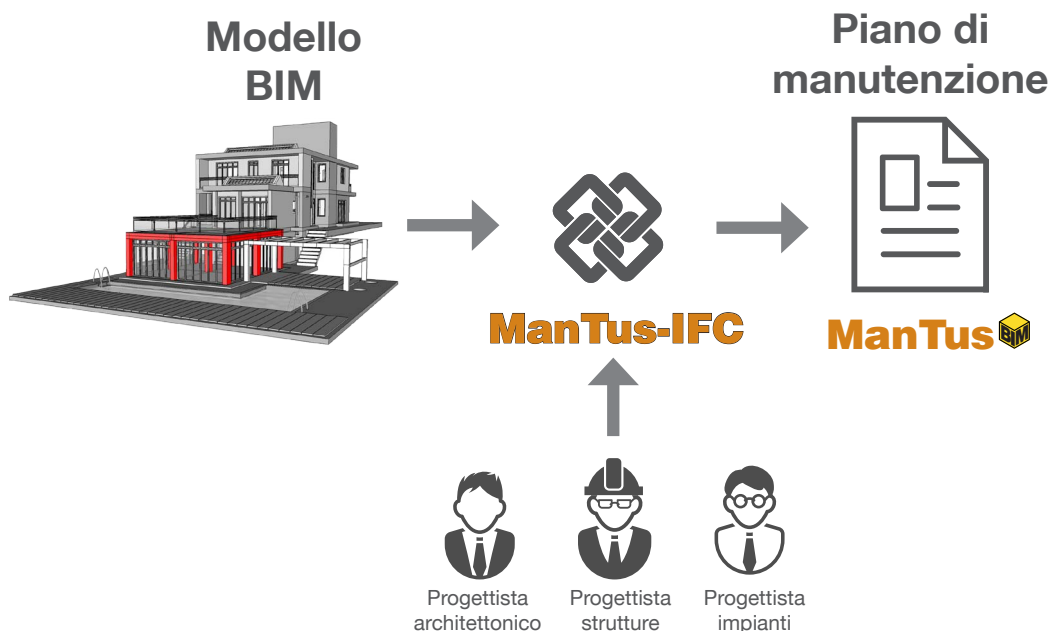 Modello
BIM
Piano di
manutenzione
ManTus-IFC
ManTus BIM
Progettista
architettonico
Progettista
strutture
Progettista
impianti